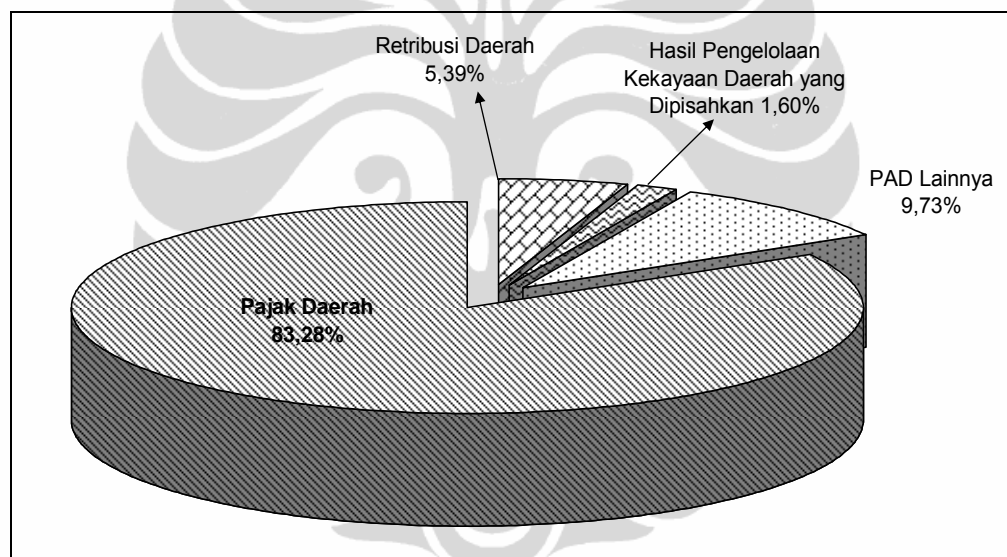 Retribusi Daerah
5,39%
Hasil Pengelolaan
Kekayaan Daerah yang
Dipisahkan 1,60%
PAD Lainnya
9,73%
Pajak Daerah
83,28%